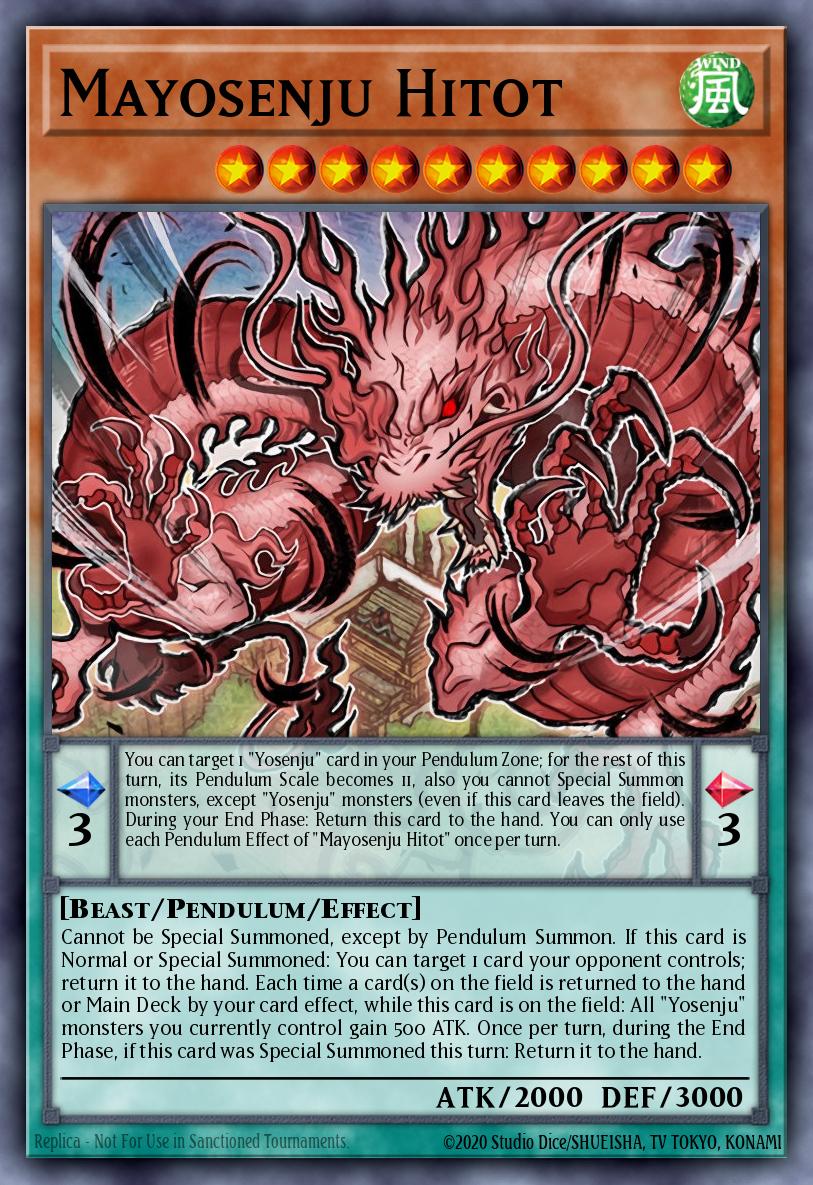 Mayosenju Hitot
WIND
風
You can target 1 "Yosenju" card in your Pendulum Zone; for the rest of this
turn, its Pendulum Scale becomes 11, also you cannot Special Summon
monsters, except "Yosenju" monsters (even if this card leaves the field).
During your End Phase: Return this card to the hand. You can only use
each Pendulum Effect of "Mayosenju Hitot" once per turn.
3
3
[Beast/Pendulum/Effect]
Cannot be Special Summoned, except by Pendulum Summon. If this card is
Normal or Special Summoned: You can target 1 card your opponent controls;
return it to the hand. Each time a card(s) on the field is returned to the hand
or Main Deck by your card effect, while this card is on the field: All "Yosenju"
monsters you currently control gain 500 ATK. Once per turn, during the End
Phase, if this card was Special Summoned this turn: Return it to the hand.
ATK/2000 DEF/3000
Replica - Not For Use in Sanctioned Tournaments.
©2020 Studio Dice/SHUEISHA, TV TOKYO, KONAMI